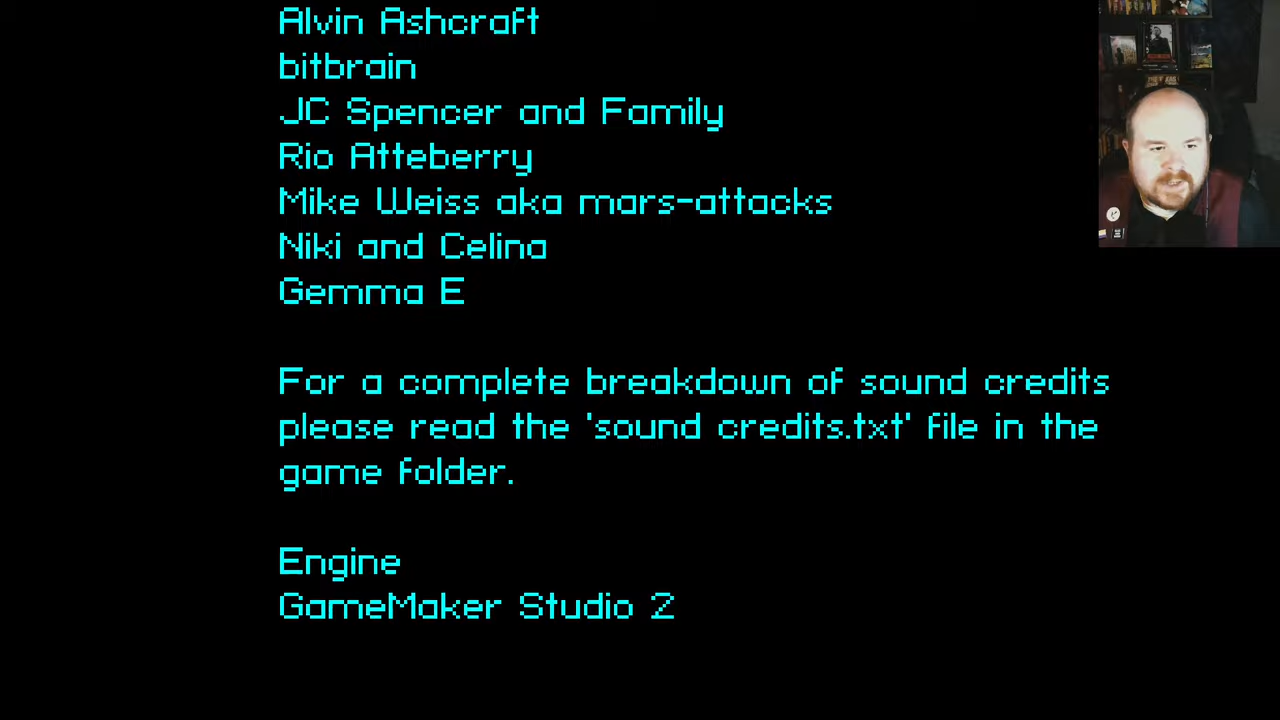 Alvin Ashcraft
bitbrain
JC Spencer and Family
Rio Atteberry
Mike Weiss aka mars-attacks
Niki and Celina
Gemma E
For a complete breakdown of sound credits
please read the 'sound credits.txt' file in the
game folder.
Engine
GameMaker Studio 2